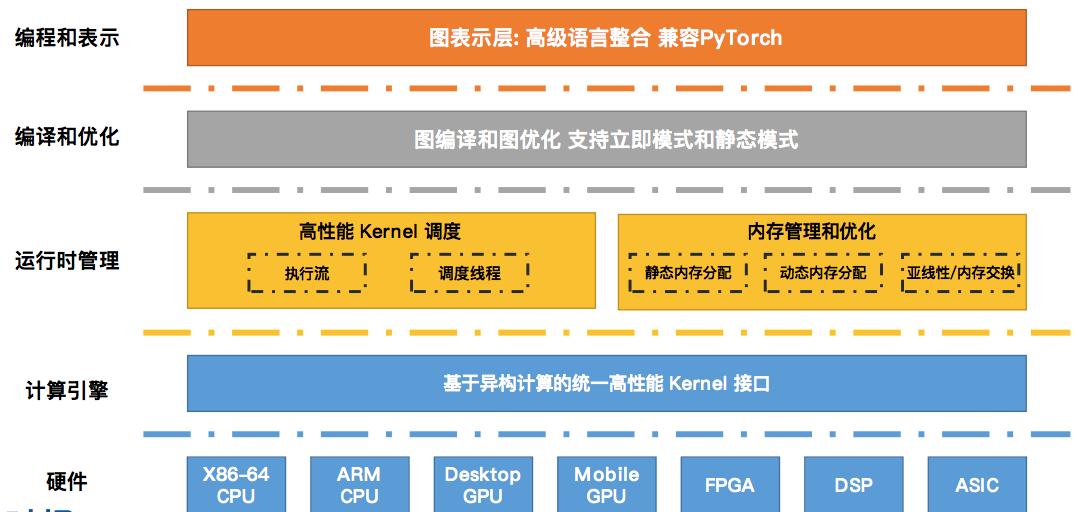 编程和表示
图表示层: 高级语言整合 兼容PyTorch
编译和优化
图编译和图优化 支持立即模式和静态模式
运行时管理
高性能 Kernel 调度
执行流
调度线程
内存管理和优化
静态内存分配
动态内存分配
亚线性/内存交换
计算引擎
基于异构计算的统一高性能 Kernel 接口
硬件
X86-64
CPU
ARM
CPU
Desktop
GPU
Mobile
GPU
FPGA
DSP
ASIC